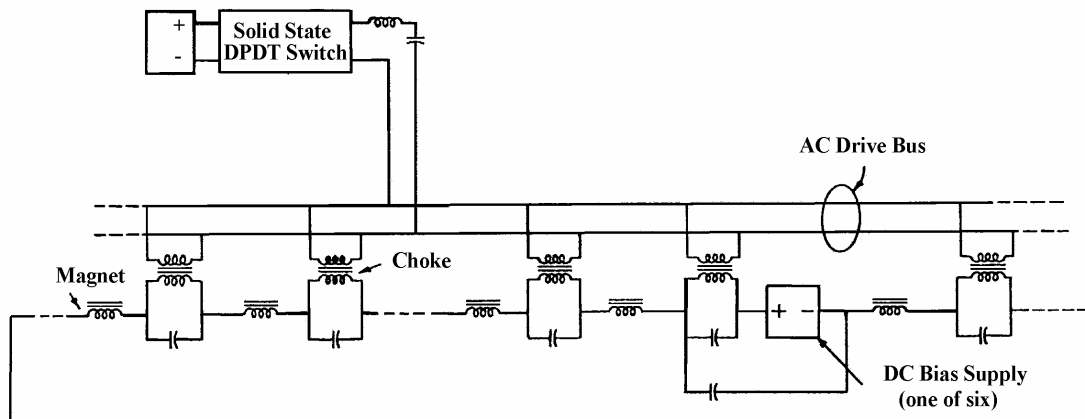 +
-
Solid State
DPDT Switch
AC Drive Bus
Magnet
Choke
+ -
DC Bias Supply
(one of six)